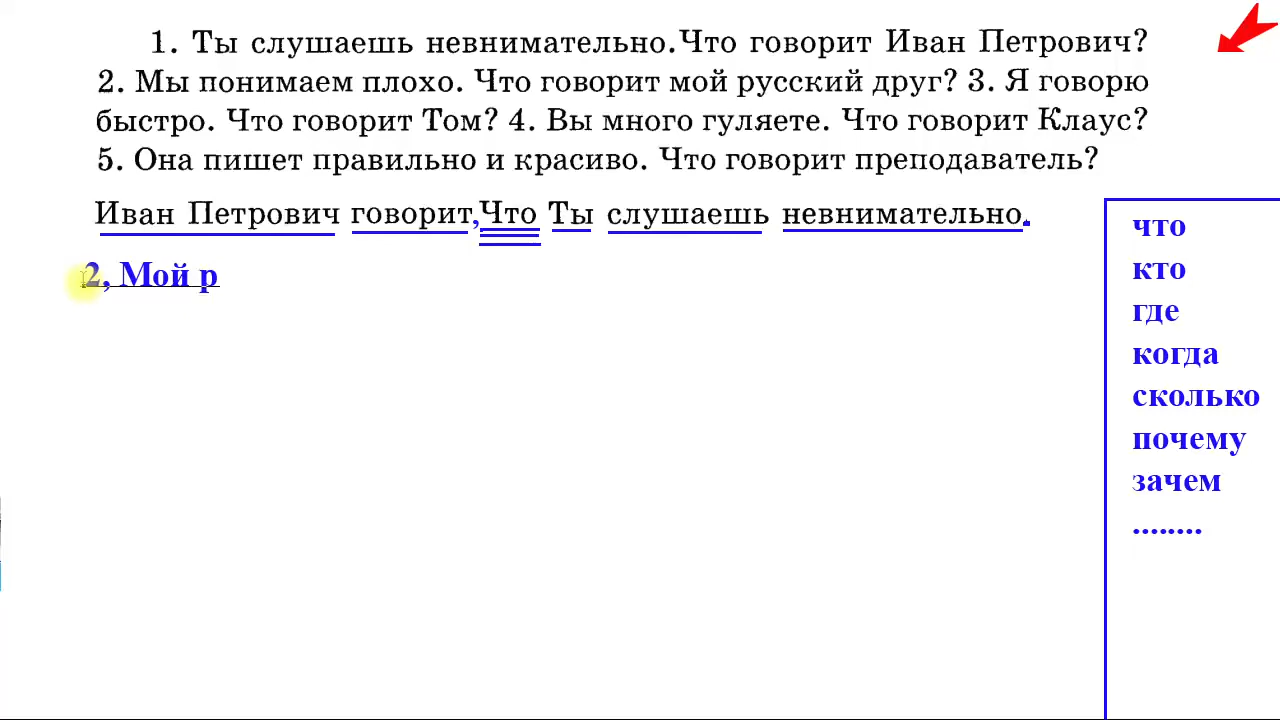 1. Ты слушаешь невнимательно.Что говорит Иван Петрович?
2. Мы понимаем плохо. Что говорит мой русский друг? 3. Я говорю
быстро. Что говорит Том? 4. Вы много гуляете. Что говорит Клаус?
5. Она пишет правильно и красиво. Что говорит преподаватель?
Иван Петрович говорит,Что Ты слушаешь невнимательно.
2, Мой р
что
кто
где
когда
сколько
почему
зачем
........